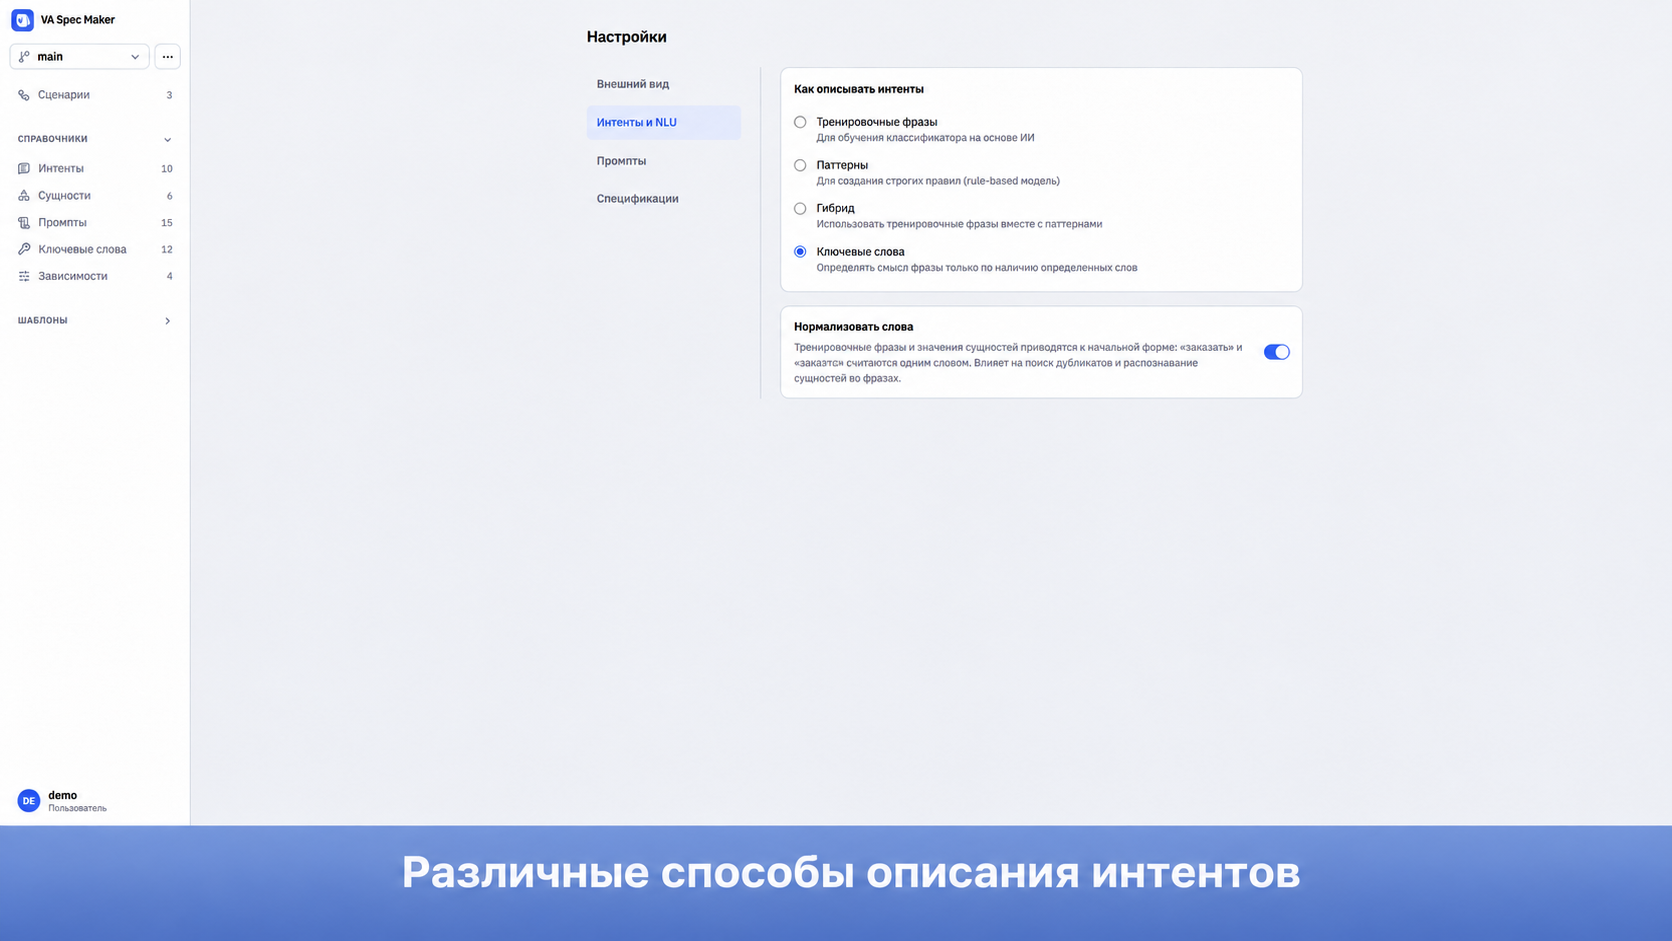 VA Spec Maker
main
Сценарии 3
СПРАВОЧНИКИ
Интенты 10
Сущности 6
Промпты 15
Ключевые слова 12
Зависимости 4
ШАБЛОНЫ
DE
demo
Пользователь
Настройки
Внешний вид
Интенты и NLU
Промпты
Спецификации
Как описывать интенты
Тренировочные фразы
Для обучения классификатора на основе ИИ
Паттерны
Для создания строгих правил (rule-based модель)
Гибрид
Использовать тренировочные фразы вместе с паттернами
Ключевые слова
Определять смысл фразы только по наличию определенных слов
Нормализовать слова
Тренировочные фразы и значения сущностей приводятся к начальной форме: «заказать» и
считаются одним словом. Влияет на поиск дубликатов и распознавание
сущностей во фразах.
Различные способы описания интентов